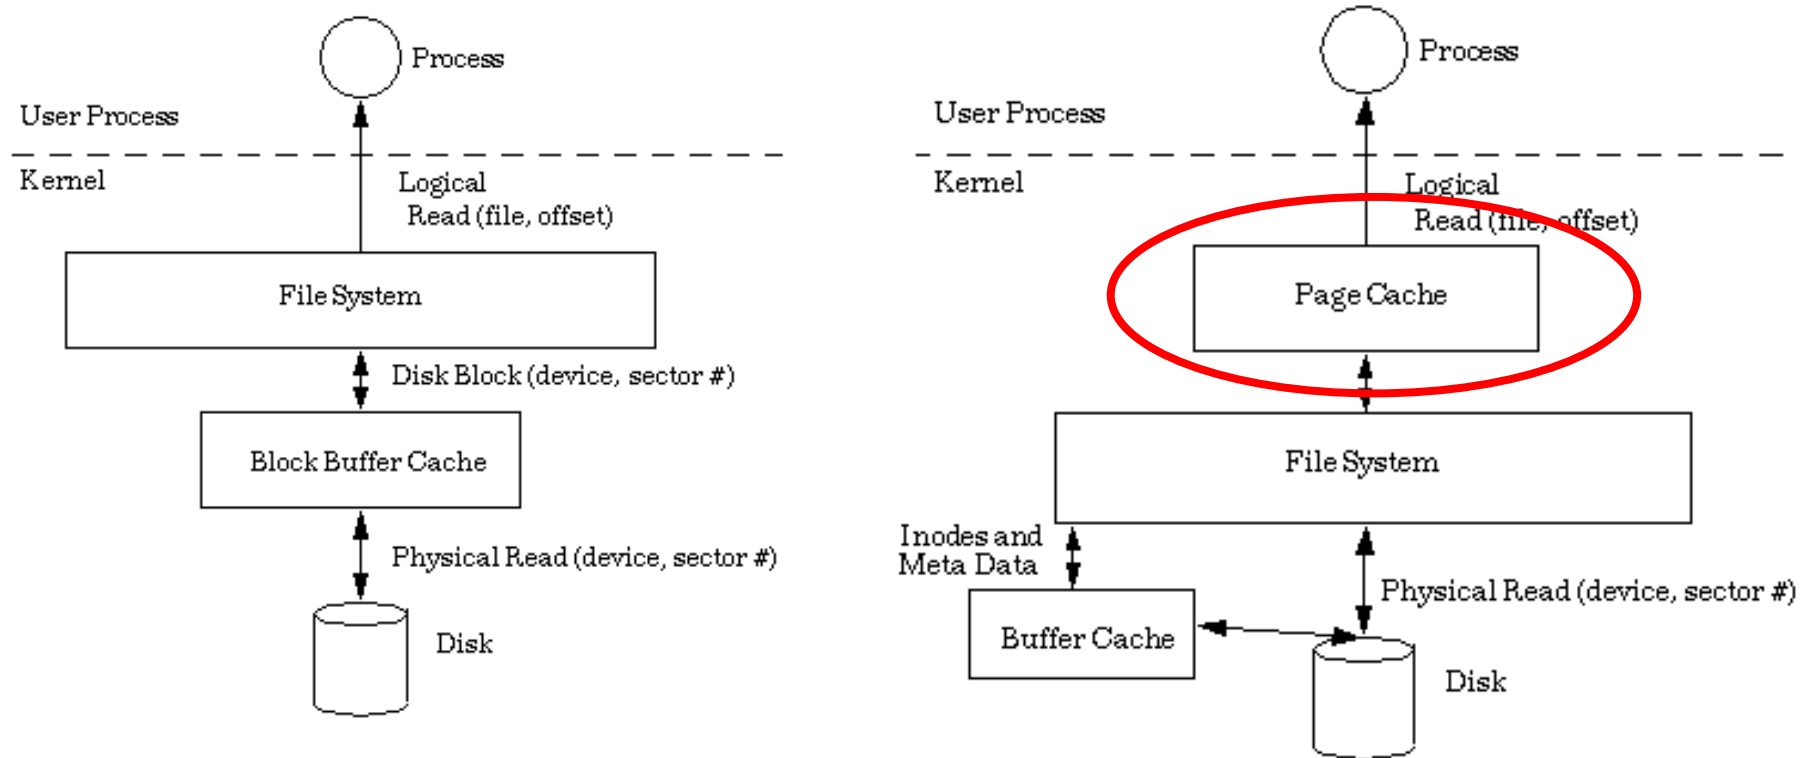 Process
User Process
Kernel
Logical
Read (file, offset)
File System
Disk Block (device, sector #)
Block Buffer Cache
Physical Read (device, sector #)
Disk
Process
User Process
Kernel
Logical
Read (file, offset)
Page Cache
File System
Inodes and
Meta Data
Physical Read (device, sector #)
Buffer Cache
Disk